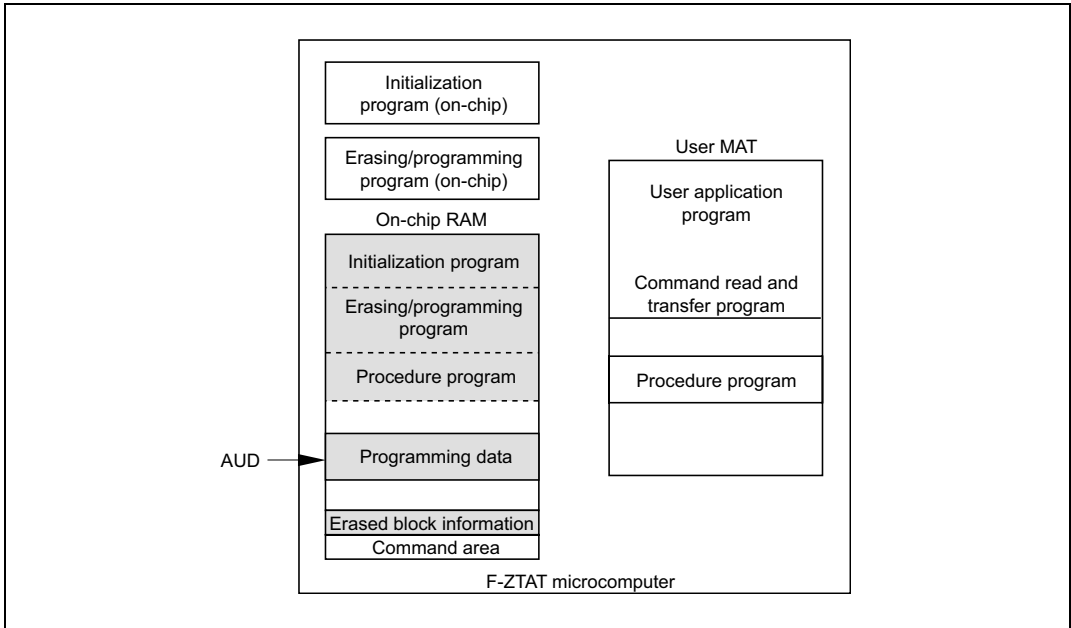 Initialization
program (on-chip)
Erasing/programming
program (on-chip)
On-chip RAM
Initialization program
Erasing/programming
program
Procedure program
AUD
Programming data
Erased block information
Command area
User MAT
User application
program
Command read and
transfer program
Procedure program
F-ZTAT microcomputer